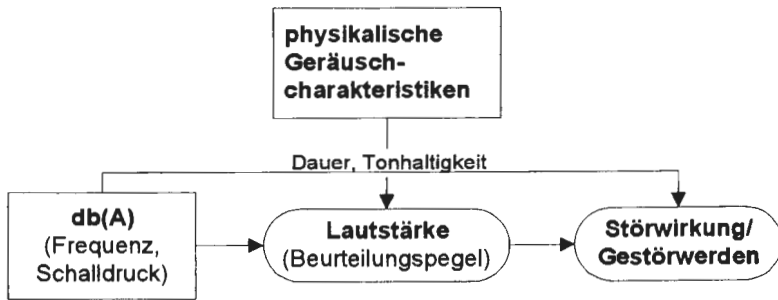 physikalische
Geräusch-
charakteristiken
Dauer, Tonhaltigkeit
db(A)
(Frequenz,
Schalldruck)
Lautstärke
(Beurteilungspegel)
Störwirkung/
Gestörwerden